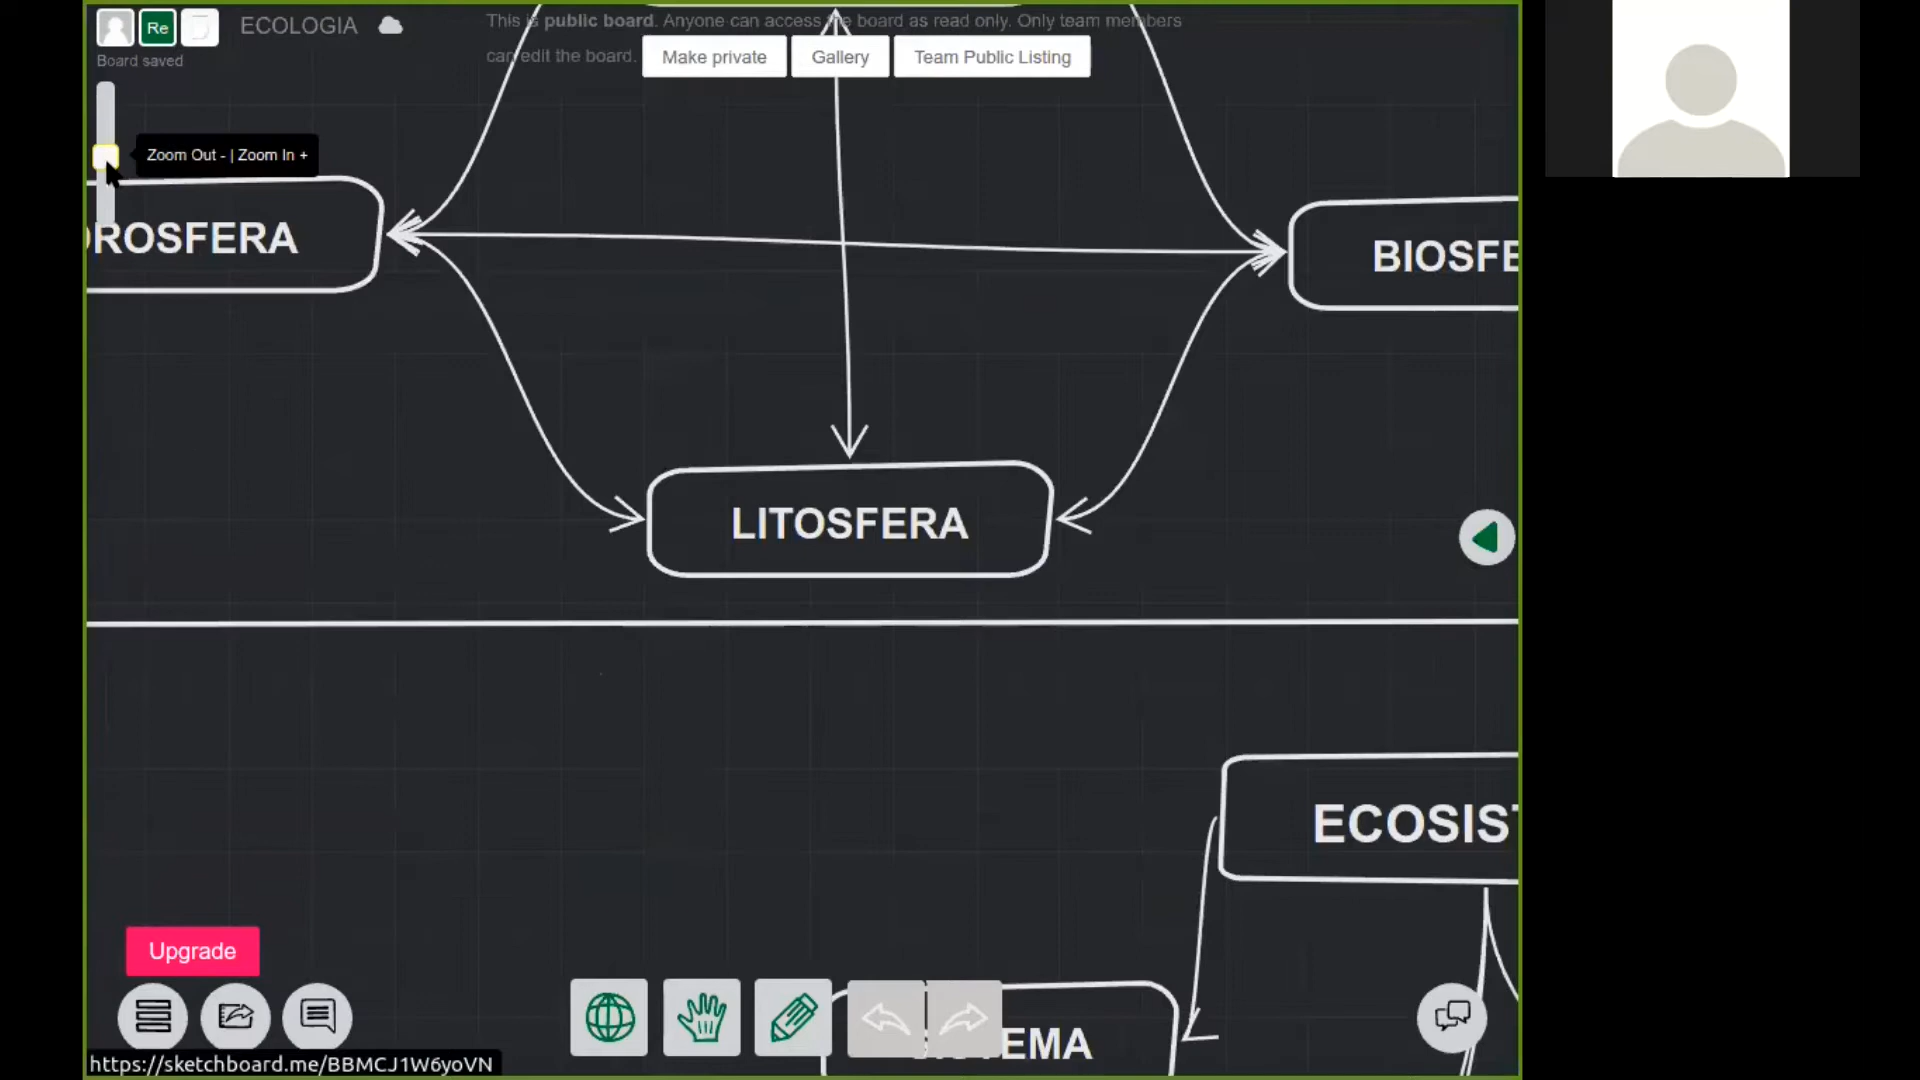 Re
ECOLOGIA
This is public board. Anyone can access the board as read only. Only team members
can edit the board.
Make private
Gallery
Team Public Listing
Board saved
Zoom Out - | Zoom In +
OROSFERA
BIOSFE
LITOSFERA
ECOSIST
Upgrade
EMA
https://sketchboard.me/BBMCJ1W6yoVN